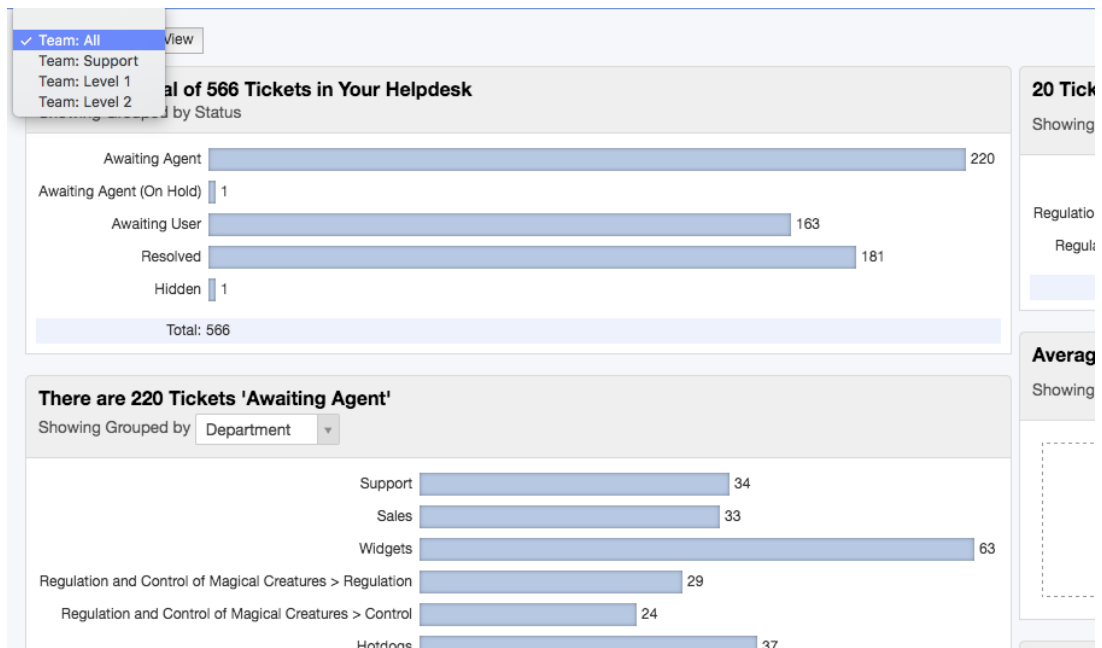 ✓ Team: All
Team: Support
Team: Level 1
Team: Level 2
View
al of 566 Tickets in Your Helpdesk
Showing Grouped by Status
Awaiting Agent 220
Awaiting Agent (On Hold) 1
Awaiting User 163
Resolved 181
Hidden 1
Total: 566
There are 220 Tickets 'Awaiting Agent'
Showing Grouped by Department
Support 34
Sales 33
Widgets 63
Regulation and Control of Magical Creatures > Regulation 29
Regulation and Control of Magical Creatures > Control 24
Hotdogs 37
20 Tick
Showing
Regulatio
Regula
Averag
Showing